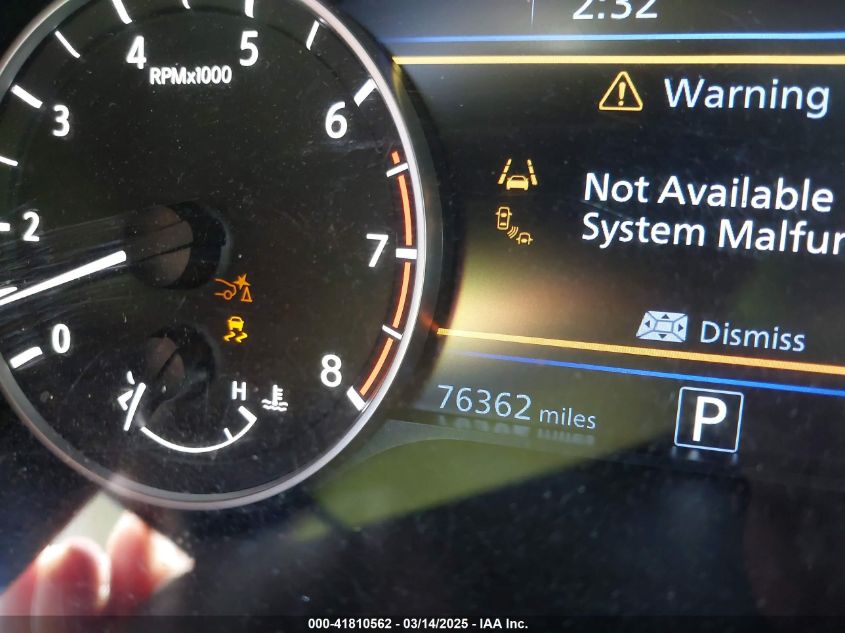 2:32
4 5
RPMx1000
Warning
3 6
Not Available
2
System Malfun
7
0
Dismiss
8
H
76362 miles
P
000-41810562 - 03/14/2025 - IAA Inc.